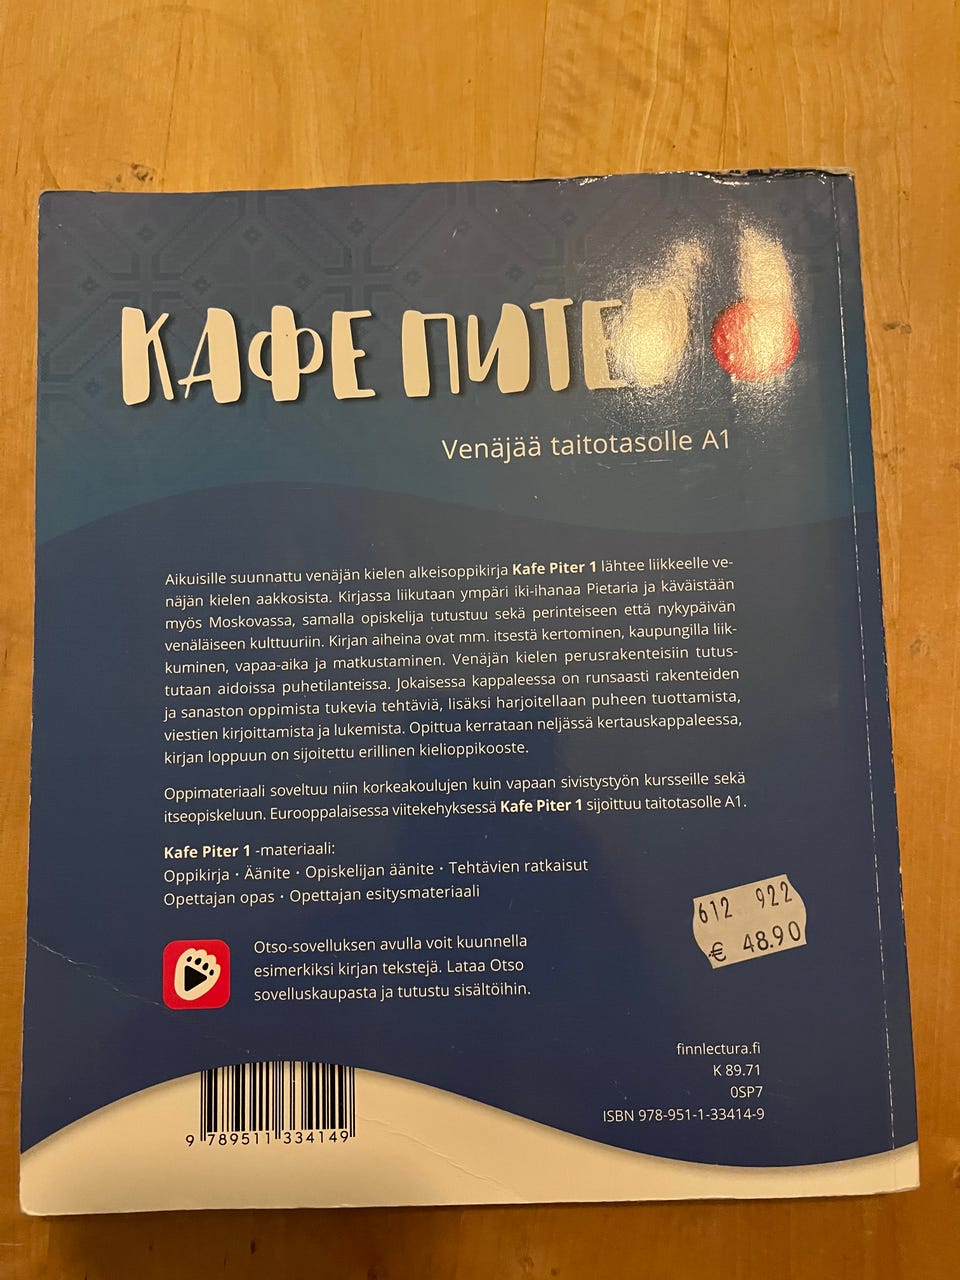 КАФЕ ПИТЕР
Venäjää taitotasolle A1
Aikuisille suunnattu venäjän kielen alkeisoppikirja Kafe Piter 1 lähtee liikkeelle ve-
näjän kielen aakkosista. Kirjassa liikutaan ympäri iki-ihanaa Pietaria ja käväistään
myös Moskovassa, samalla opiskelija tutustuu sekä perinteiseen että nykypäivän
venäläiseen kulttuuriin. Kirjan aiheina ovat mm. itsestä kertominen, kaupungilla liik-
kuminen, vapaa-aika ja matkustaminen. Venäjän kielen perusrakenteisiin tutus-
tutaan aidoissa puhetilanteissa. Jokaisessa kappaleessa on runsaasti rakenteiden
ja sanaston oppimista tukevia tehtäviä, lisäksi harjoitellaan puheen tuottamista,
viestien kirjoittamista ja lukemista. Opittua kerrataan neljässä kertauskappaleessa,
kirjan loppuun on sijoitettu erillinen kielioppikooste.
Oppimateriaali soveltuu niin korkeakoulujen kuin vapaan sivistystyön kursseille sekä
itseopiskeluun. Eurooppalaisessa viitekehyksessä Kafe Piter 1 sijoittuu taitotasolle A1.
Kafe Piter 1 -materiaali:
Oppikirja · Äänite · Opiskelijan äänite · Tehtävien ratkaisut
Opettajan opas · Opettajan esitysmateriaali
612 922
€ 48.90
Otso-sovelluksen avulla voit kuunnella
esimerkiksi kirjan tekstejä. Lataa Otso
sovelluskaupasta ja tutustu sisältöihin.
finnlectura.fi
K 89.71
0SP7
ISBN 978-951-1-33414-9
9 789511 334149